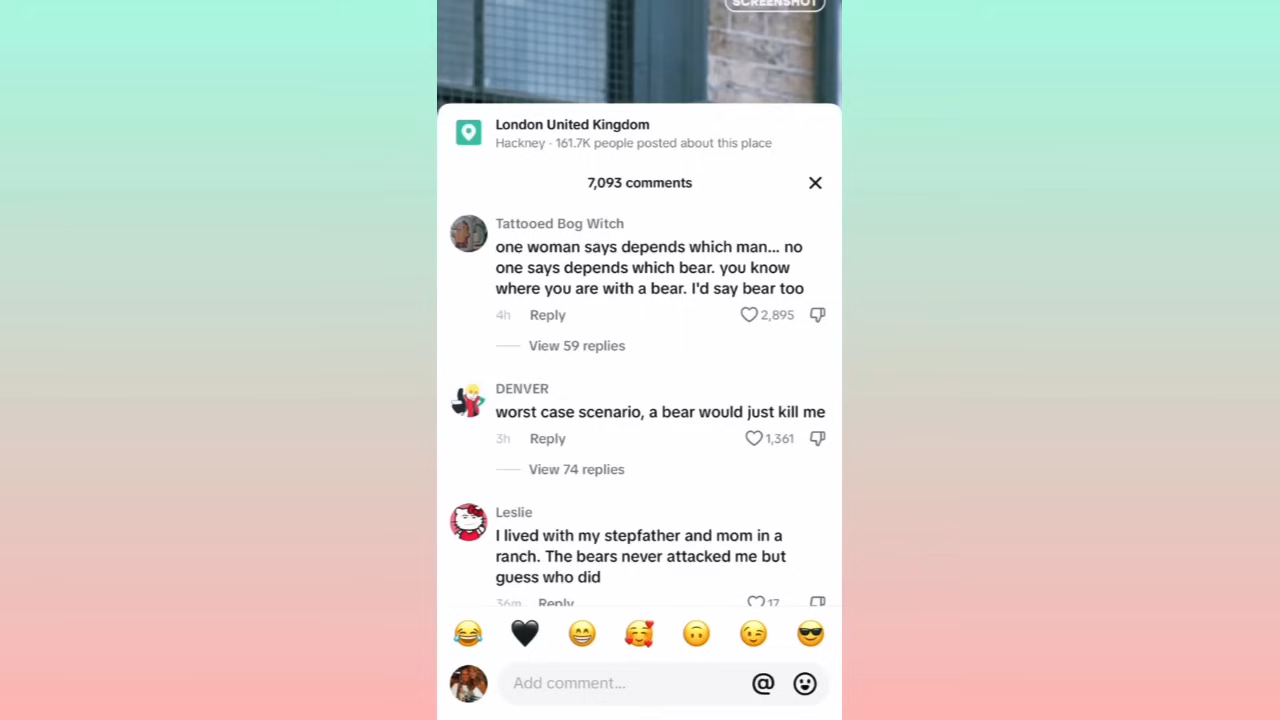 SCREENSHOT
London United Kingdom
Hackney · 161.7K people posted about this place
7,093 comments
Tattooed Bog Witch
one woman says depends which man... no
one says depends which bear. you know
where you are with a bear. I'd say bear too
4h Reply 2,895
View 59 replies
DENVER
worst case scenario, a bear would just kill me
3h Reply 1,361
View 74 replies
Leslie
I lived with my stepfather and mom in a
ranch. The bears never attacked me but
guess who did
36m Reply 17
Add comment... @